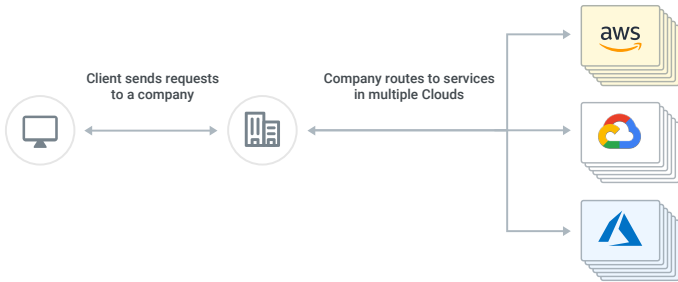 Client sends requests
to a company
Company routes to services
in multiple Clouds
aws